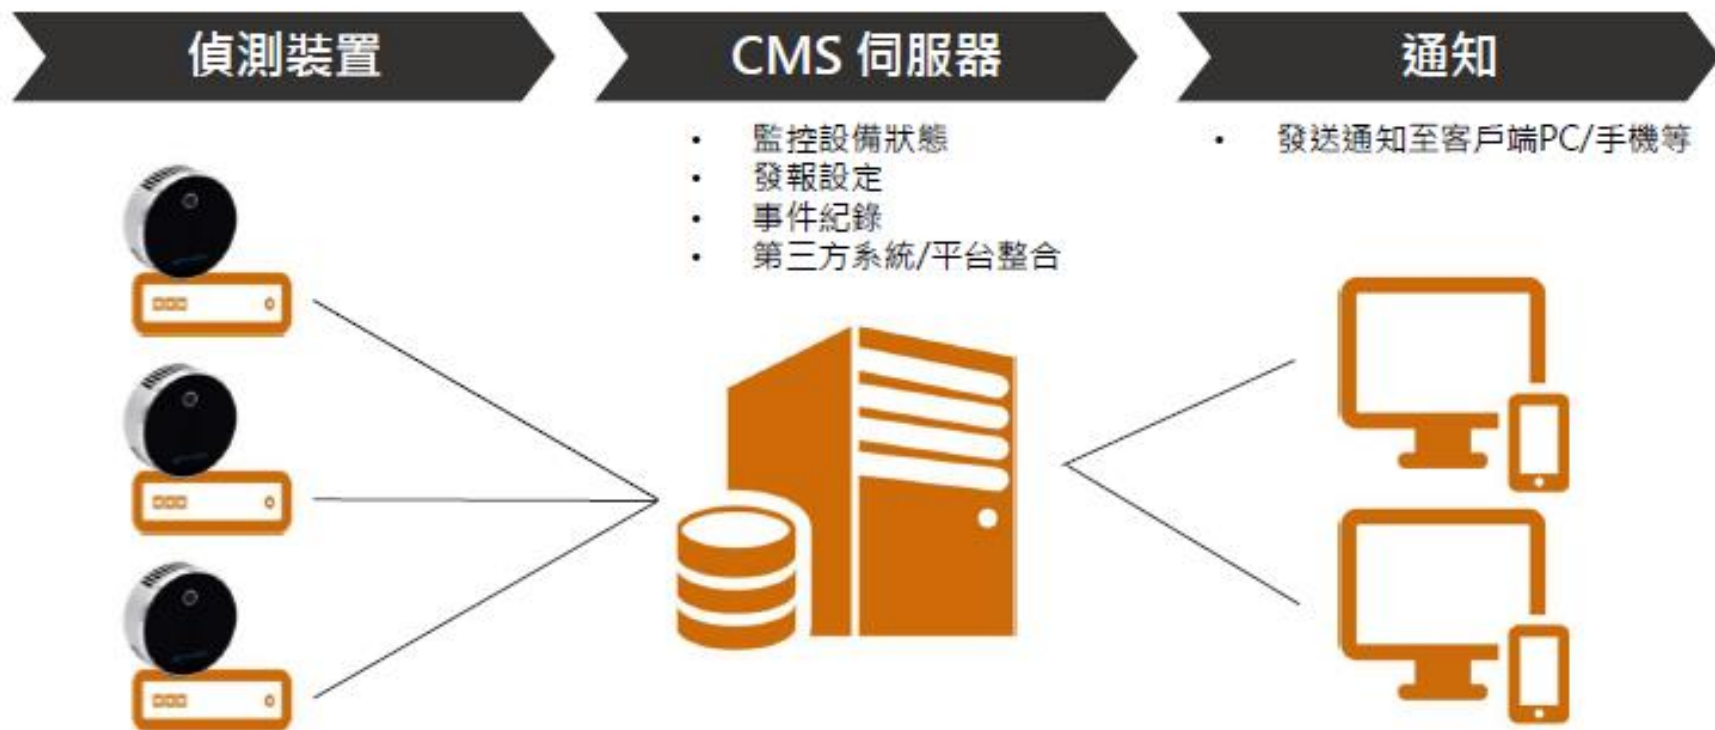 偵測裝置
CMS 伺服器
通知
• 監控設備狀態
• 發報設定
• 事件紀錄
• 第三方系統/平台整合
• 發送通知至客戶端PC/手機等